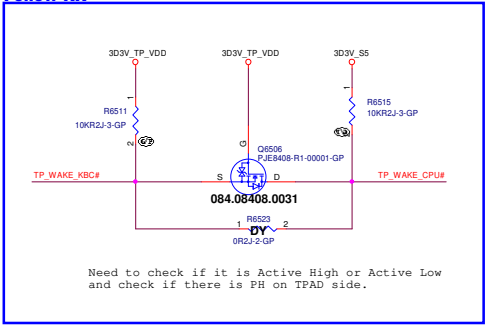 3D3V_TP_VDD 3D3V_TP_VDD 3D3V_S5
1 1
R6511 R6515
10KR2J-3-GP 10KR2J-3-GP
2 G
Q6506
PJE8408-R1-00001-GP
TP_WAKE_KBC# S D TP_WAKE_CPU#
084.08408.0031
R6523
1 DY 2
0R2J-2-GP
Need to check if it is Active High or Active Low
and check if there is PH on TPAD side.